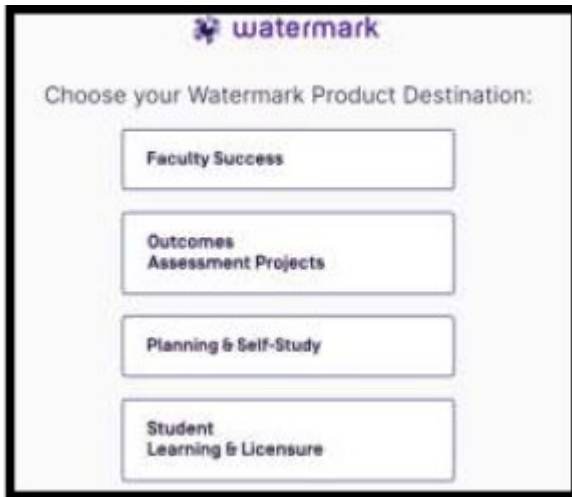 watermark
Choose your Watermark Product Destination:
Faculty Success
Outcomes
Assessment Projects
Planning & Self-Study
Student
Learning & Licensure